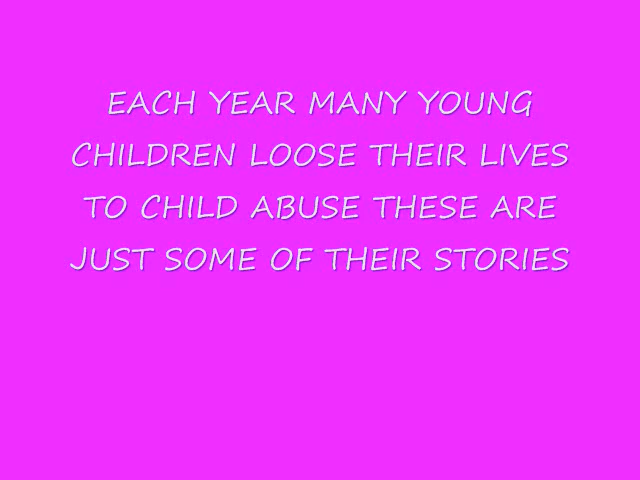 EACH YEAR MANY YOUNG
CHILDREN LOOSE THEIR LIVES
TO CHILD ABUSE THESE ARE
JUST SOME OF THEIR STORIES